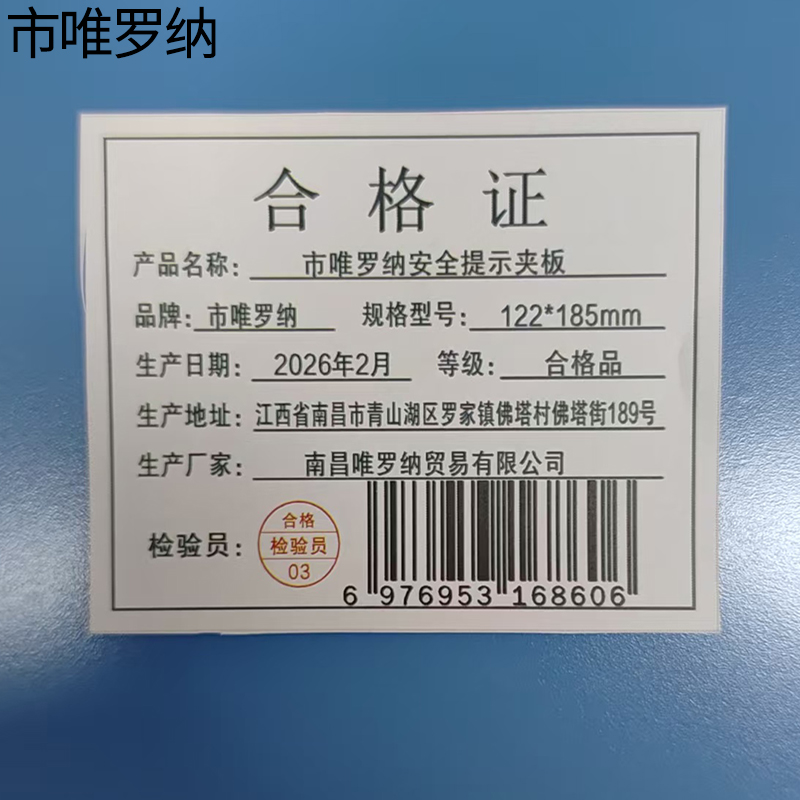 市唯罗纳
合格证
产品名称: 市唯罗纳安全提示夹板
品牌: 市唯罗纳 规格型号: 122*185mm
生产日期: 2026年2月 等级: 合格品
生产地址: 江西省南昌市青山湖区罗家镇佛塔村佛塔街189号
生产厂家: 南昌唯罗纳贸易有限公司
检验员:
合格
检验员
03
6 976953 168606